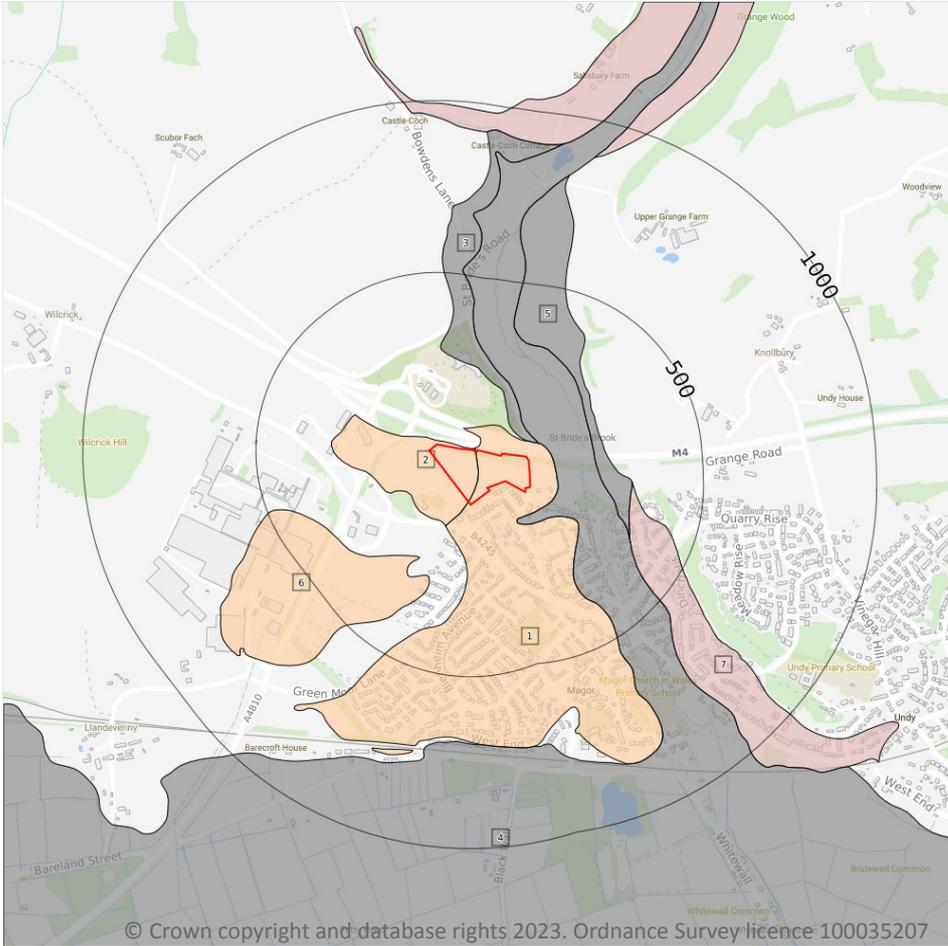 Grange Wood
Salisbury Farm
Castle-Coch
Scubor Fach
Castle-Coch Cottage
Bowdens Lane
Woodview
Upper Grange Farm
3
St Bride's Road
1000
5
Wilcrick
Knollbury
500
Undy House
Wilcrick Hill
St Bride's Brook
M4
Grange Road
2
Quarry Rise
B4245
Meadow Rise
6
Vinegar Hill
1
7
Undy Primary School
Magor Church in Wales
Primary School
Magor
Green Moor Lane
A4810
Llandevenny
Undy
West End
Barecroft House
West End
4
Black
Whitewall
Bareland Street
Bridewell Common
Whitewall Common
© Crown copyright and database rights 2023. Ordnance Survey licence 100035207